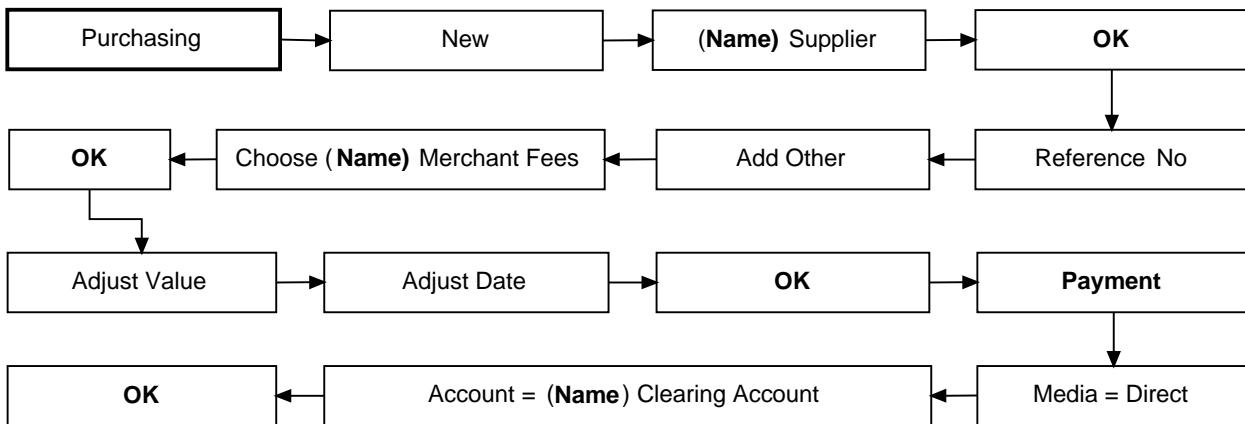 Purchasing
New
(Name) Supplier
OK
Reference No
Add Other
Choose (Name) Merchant Fees
OK
Adjust Value
Adjust Date
OK
Payment
Media = Direct
Account = (Name) Clearing Account
OK